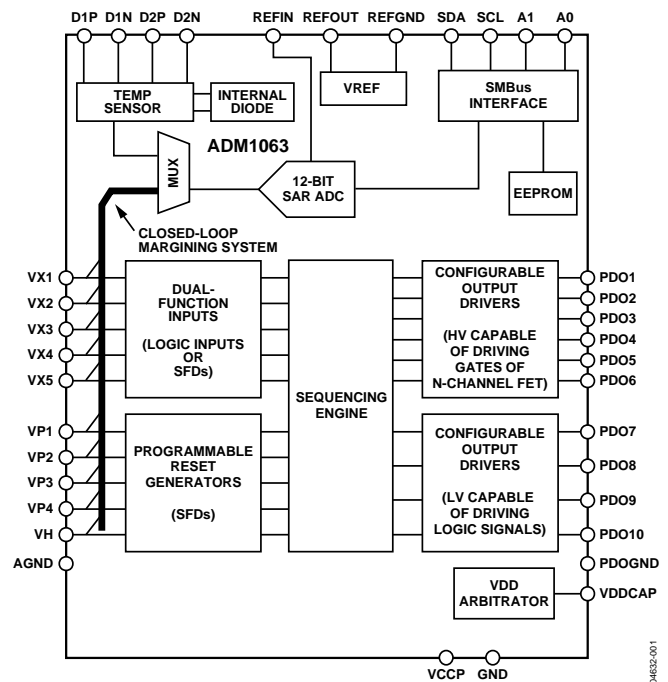 D1P D1N D2P D2N REFIN REFOUT REFGND SDA SCL A1 A0
TEMP
SENSOR
INTERNAL
DIODE
VREF
SMBus
INTERFACE
ADM1063
MUX
12-BIT
SAR ADC
EEPROM
CLOSED-LOOP
MARGINING SYSTEM
VX1
VX2
VX3
VX4
VX5
DUAL-
FUNCTION
INPUTS
(LOGIC INPUTS
OR
SFDs)
SEQUENCING
ENGINE
CONFIGURABLE
OUTPUT
DRIVERS
(HV CAPABLE
OF DRIVING
GATES OF
N-CHANNEL FET)
PDO1
PDO2
PDO3
PDO4
PDO5
PDO6
VP1
VP2
VP3
VP4
VH
AGND
PROGRAMMABLE
RESET
GENERATORS
(SFDs)
CONFIGURABLE
OUTPUT
DRIVERS
(LV CAPABLE
OF DRIVING
LOGIC SIGNALS)
PDO7
PDO8
PDO9
PDO10
PDOGND
VDD
ARBITRATOR
VDDCAP
VCCP GND
04632-001